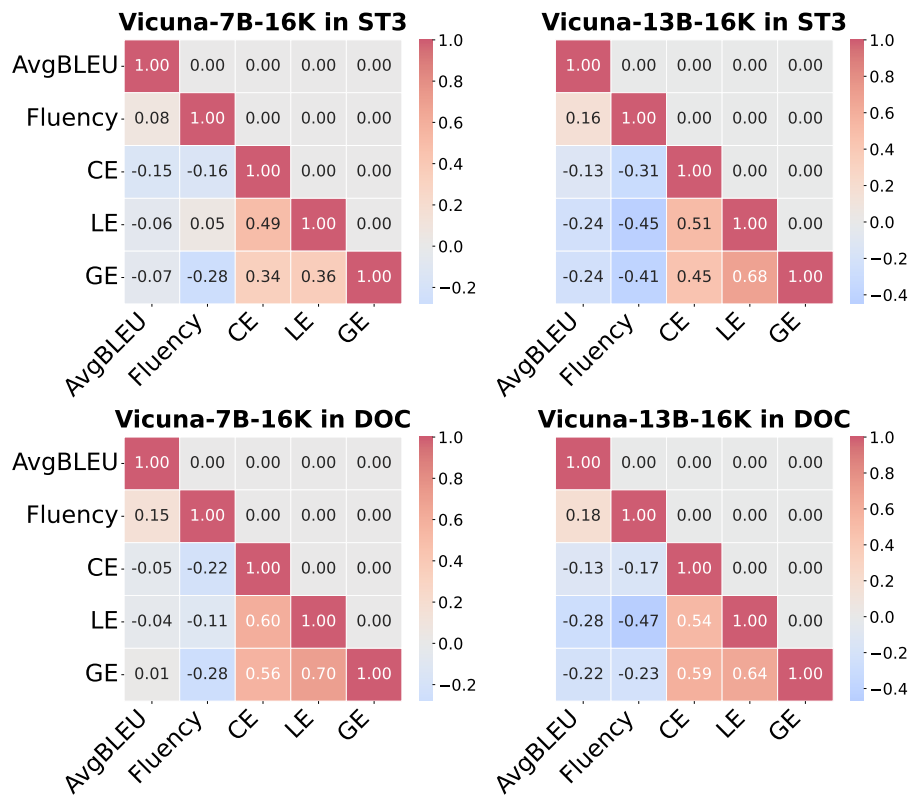 Vicuna-7B-16K in ST3
AvgBLEU 1.00 0.00 0.00 0.00 0.00
Fluency 0.08 1.00 0.00 0.00 0.00
CE -0.15 -0.16 1.00 0.00 0.00
LE -0.06 0.05 0.49 1.00 0.00
GE -0.07 -0.28 0.34 0.36 1.00
AvgBLEU Fluency CE LE GE
1.0
0.8
0.6
0.4
0.2
0.0
−0.2
Vicuna-13B-16K in ST3
1.00 0.00 0.00 0.00 0.00
0.16 1.00 0.00 0.00 0.00
-0.13 -0.31 1.00 0.00 0.00
-0.24 -0.45 0.51 1.00 0.00
-0.24 -0.41 0.45 0.68 1.00
AvgBLEU Fluency CE LE GE
1.0
0.8
0.6
0.4
0.2
0.0
−0.2
−0.4
Vicuna-7B-16K in DOC
AvgBLEU 1.00 0.00 0.00 0.00 0.00
Fluency 0.15 1.00 0.00 0.00 0.00
CE -0.05 -0.22 1.00 0.00 0.00
LE -0.04 -0.11 0.60 1.00 0.00
GE 0.01 -0.28 0.56 0.70 1.00
AvgBLEU Fluency CE LE GE
1.0
0.8
0.6
0.4
0.2
0.0
−0.2
Vicuna-13B-16K in DOC
1.00 0.00 0.00 0.00 0.00
0.18 1.00 0.00 0.00 0.00
-0.13 -0.17 1.00 0.00 0.00
-0.28 -0.47 0.54 1.00 0.00
-0.22 -0.23 0.59 0.64 1.00
AvgBLEU Fluency CE LE GE
1.0
0.8
0.6
0.4
0.2
0.0
−0.2
−0.4